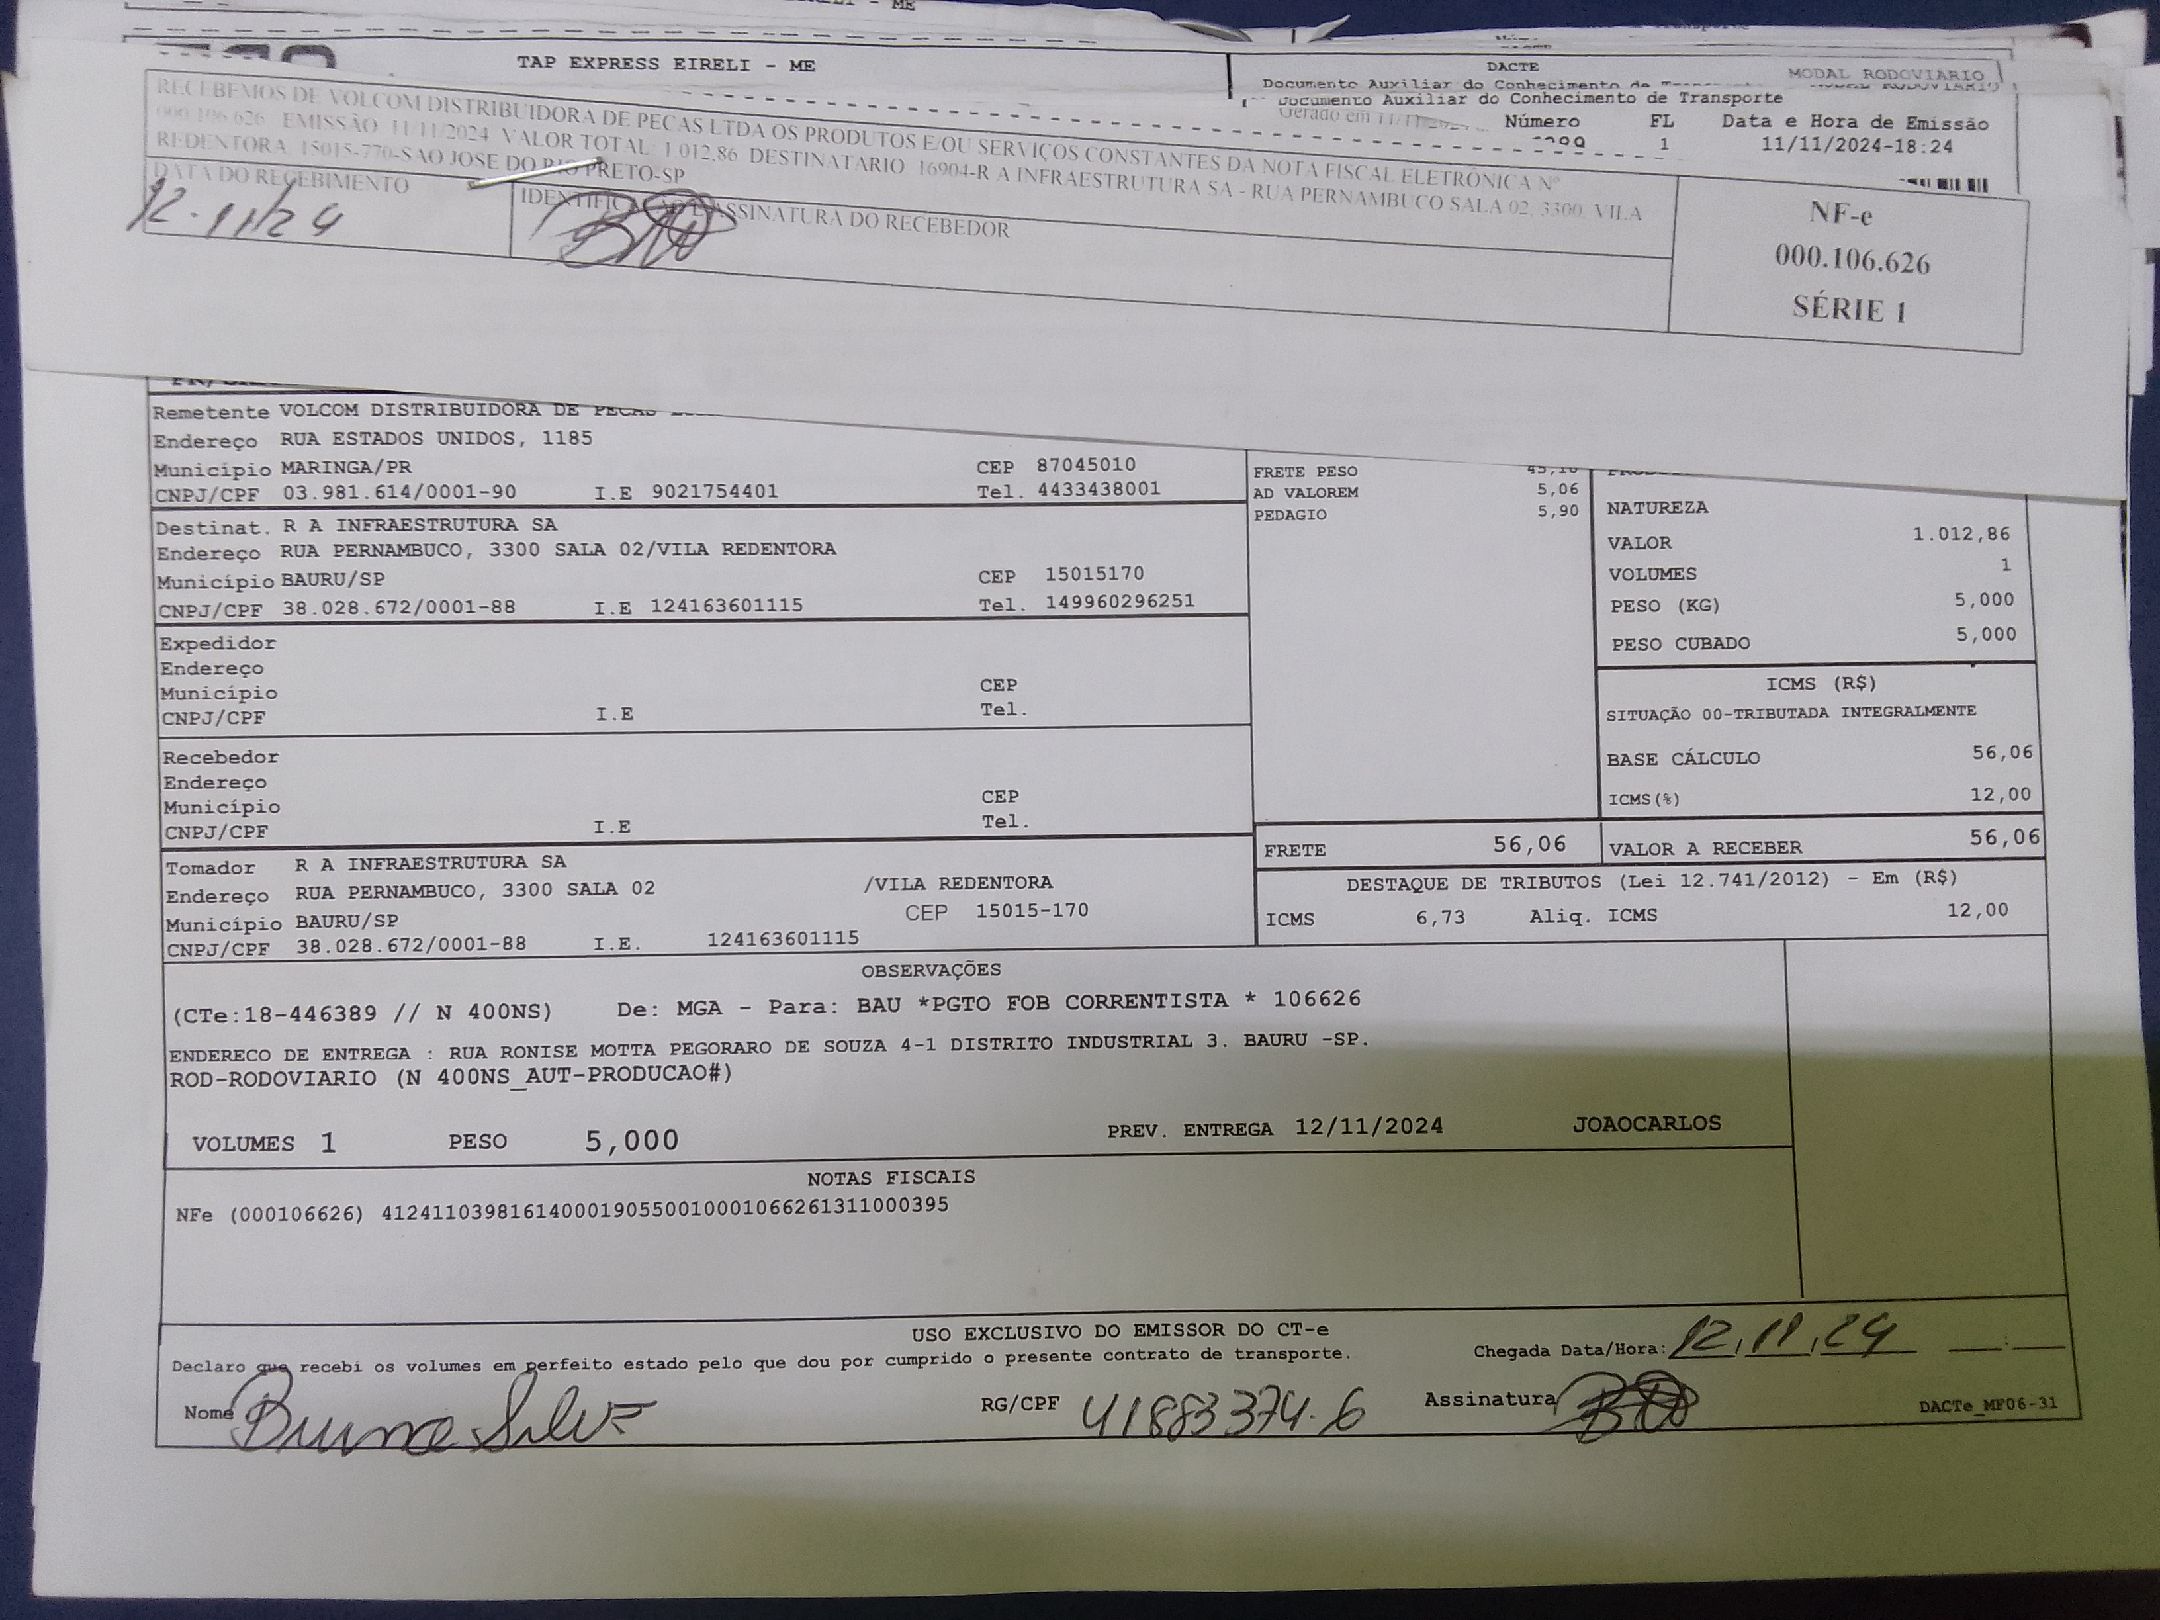 TAP EXPRESS EIRELI - ME
DACTE
MODAL RODOVIARIO
Documento Auxiliar do Conhecimento de
Documento Auxiliar do Conhecimento de Transporte
Gerado em
Número FL Data e Hora de Emissão
1 11/11/2024-18:24
RECEBEMOS DE VOLCOM DISTRIBUIDORA DE PECAS LTDA OS PRODUTOS E/OU SERVIÇOS CONSTANTES DA NOTA FISCAL ELETRÔNICA Nº
000.106.626 EMISSÃO 11/11/2024 VALOR TOTAL: 1.012,86 DESTINATARIO 16904-R A INFRAESTRUTURA SA - RUA PERNAMBUCO SALA 02, 3300, VILA
REDENTORA, 15015-770-SAO JOSE DO RIO PRETO-SP
DATA DO RECEBIMENTO
12.11/24
ASSINATURA DO RECEBEDOR
NF-e
000.106.626
SÉRIE 1
Remetente VOLCOM DISTRIBUIDORA DE PECAS
Endereço RUA ESTADOS UNIDOS, 1185
Município MARINGA/PR CEP 87045010
CNPJ/CPF 03.981.614/0001-90 I.E 9021754401 Tel. 4433438001
Destinat. R A INFRAESTRUTURA SA
Endereço RUA PERNAMBUCO, 3300 SALA 02/VILA REDENTORA
Município BAURU/SP CEP 15015170
CNPJ/CPF 38.028.672/0001-88 I.E 124163601115 Tel. 149960296251
Expedidor
Endereço
Município CEP
CNPJ/CPF I.E Tel.
Recebedor
Endereço
Município CEP
CNPJ/CPF I.E Tel.
Tomador R A INFRAESTRUTURA SA
Endereço RUA PERNAMBUCO, 3300 SALA 02 /VILA REDENTORA
Município BAURU/SP CEP 15015-170
CNPJ/CPF 38.028.672/0001-88 I.E. 124163601115
FRETE PESO 45,10
AD VALOREM 5,06
PEDAGIO 5,90
NATUREZA
VALOR 1.012,86
VOLUMES 1
PESO (KG) 5,000
PESO CUBADO 5,000
ICMS (R$)
SITUAÇÃO 00-TRIBUTADA INTEGRALMENTE
BASE CÁLCULO 56,06
ICMS(%) 12,00
FRETE 56,06 VALOR A RECEBER 56,06
DESTAQUE DE TRIBUTOS (Lei 12.741/2012) - Em (R$)
ICMS 6,73 Aliq. ICMS 12,00
OBSERVAÇÕES
(CTe:18-446389 // N 400NS) De: MGA - Para: BAU *PGTO FOB CORRENTISTA * 106626
ENDERECO DE ENTREGA : RUA RONISE MOTTA PEGORARO DE SOUZA 4-1 DISTRITO INDUSTRIAL 3. BAURU -SP.
ROD-RODOVIARIO (N 400NS_AUT-PRODUCAO#)
VOLUMES 1 PESO 5,000 PREV. ENTREGA 12/11/2024 JOAOCARLOS
NOTAS FISCAIS
NFe (000106626) 41241103981614000190550010001066261311000395
USO EXCLUSIVO DO EMISSOR DO CT-e
Declaro que recebi os volumes em perfeito estado pelo que dou por cumprido o presente contrato de transporte.
Chegada Data/Hora: 12,11,24
Nome Bruno Silva RG/CPF 41883374.6 Assinatura
DACTe_MF06-31